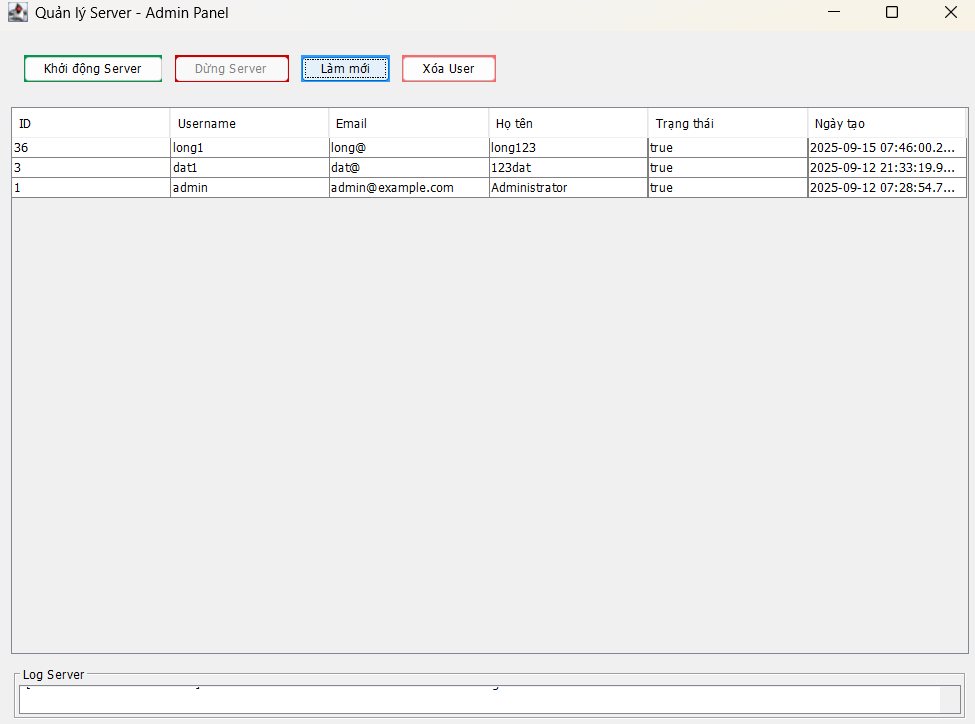 Quản lý Server - Admin Panel
Khởi động Server Dừng Server Làm mới Xóa User
ID Username Email Họ tên Trạng thái Ngày tạo
36 long1 long@ long123 true 2025-09-15 07:46:00.2...
3 dat1 dat@ 123dat true 2025-09-12 21:33:19.9...
1 admin admin@example.com Administrator true 2025-09-12 07:28:54.7...
Log Server